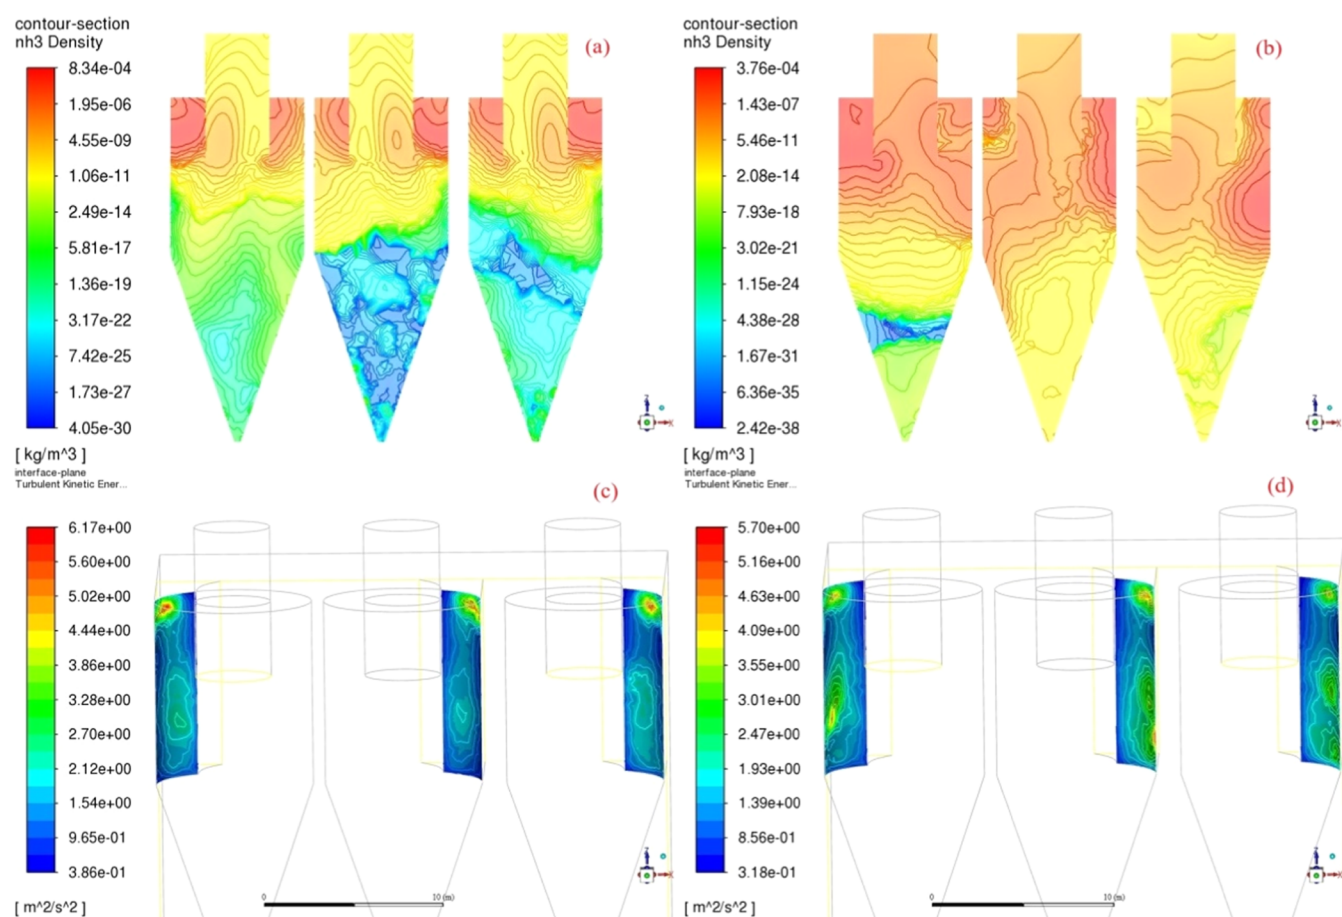 contour-section
nh3 Density
(a)
8.34e-04
1.95e-06
4.55e-09
1.06e-11
2.49e-14
5.81e-17
1.36e-19
3.17e-22
7.42e-25
1.73e-27
4.05e-30
[ kg/m^3 ]
Z
X
contour-section
nh3 Density
(b)
3.76e-04
1.43e-07
5.46e-11
2.08e-14
7.93e-18
3.02e-21
1.15e-24
4.38e-28
1.67e-31
6.36e-35
2.42e-38
[ kg/m^3 ]
Z
X
interface-plane
Turbulent Kinetic Ener...
(c)
6.17e+00
5.60e+00
5.02e+00
4.44e+00
3.86e+00
3.28e+00
2.70e+00
2.12e+00
1.54e+00
9.65e-01
3.86e-01
[ m^2/s^2 ]
0 10 (m)
Z
X
interface-plane
Turbulent Kinetic Ener...
(d)
5.70e+00
5.16e+00
4.63e+00
4.09e+00
3.55e+00
3.01e+00
2.47e+00
1.93e+00
1.39e+00
8.56e-01
3.18e-01
[ m^2/s^2 ]
0 10 (m)
Z
X